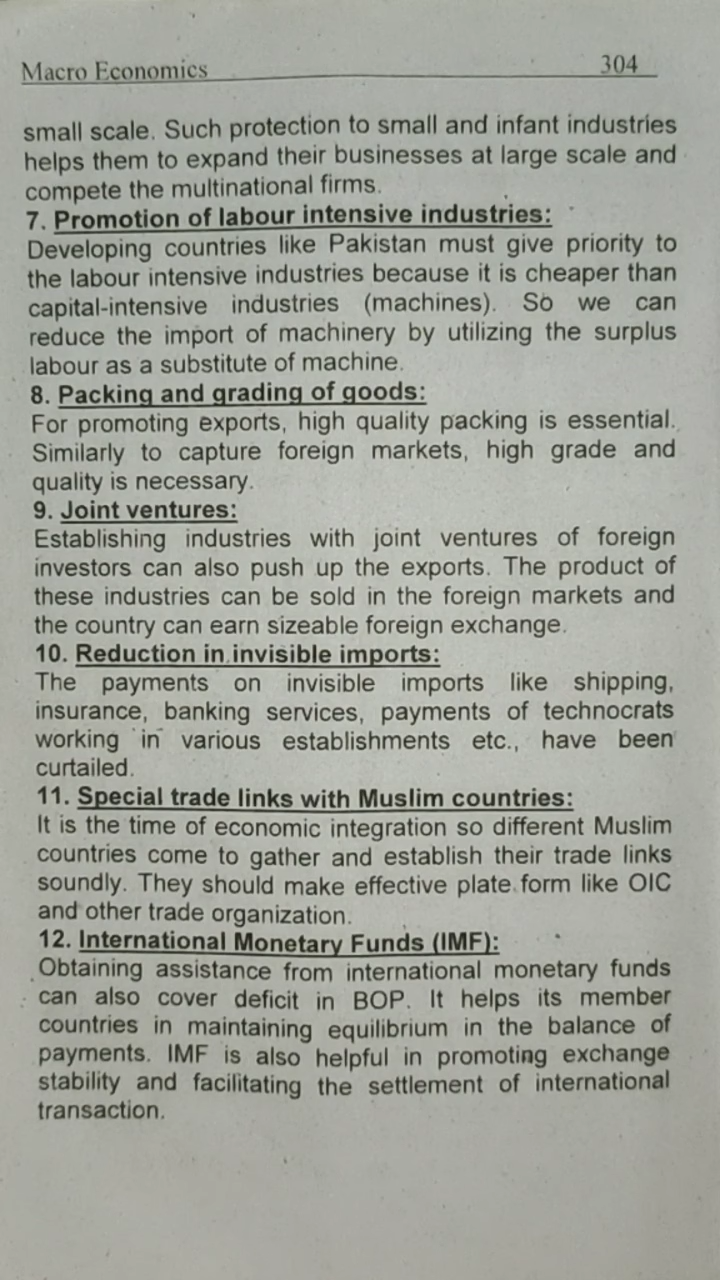 Macro Economics 304
small scale. Such protection to small and infant industries
helps them to expand their businesses at large scale and
compete the multinational firms.
7. Promotion of labour intensive industries:
Developing countries like Pakistan must give priority to
the labour intensive industries because it is cheaper than
capital-intensive industries (machines). So we can
reduce the import of machinery by utilizing the surplus
labour as a substitute of machine.
8. Packing and grading of goods:
For promoting exports, high quality packing is essential.
Similarly to capture foreign markets, high grade and
quality is necessary.
9. Joint ventures:
Establishing industries with joint ventures of foreign
investors can also push up the exports. The product of
these industries can be sold in the foreign markets and
the country can earn sizeable foreign exchange.
10. Reduction in invisible imports:
The payments on invisible imports like shipping,
insurance, banking services, payments of technocrats
working in various establishments etc., have been
curtailed.
11. Special trade links with Muslim countries:
It is the time of economic integration so different Muslim
countries come to gather and establish their trade links
soundly. They should make effective plate form like OIC
and other trade organization.
12. International Monetary Funds (IMF):
Obtaining assistance from international monetary funds
can also cover deficit in BOP. It helps its member
countries in maintaining equilibrium in the balance of
payments. IMF is also helpful in promoting exchange
stability and facilitating the settlement of international
transaction.